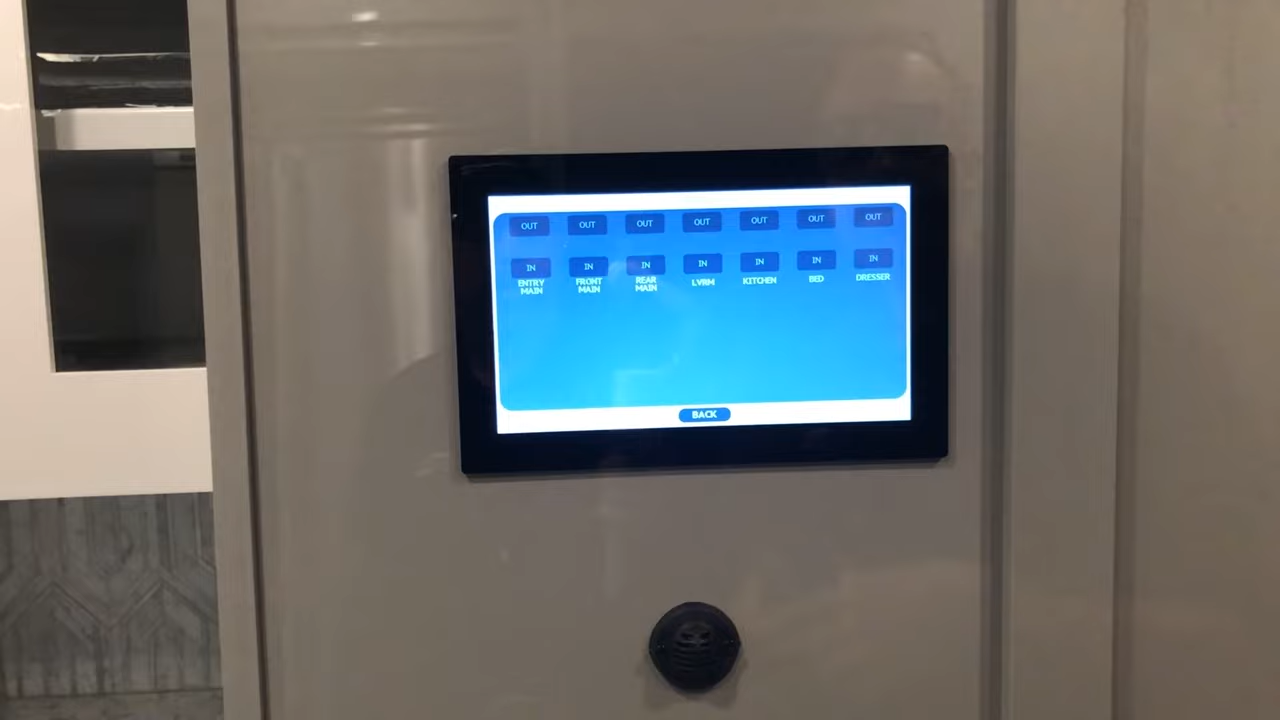 OUT OUT OUT OUT OUT OUT OUT
IN IN IN IN IN IN IN
ENTRY FRONT REAR LVRM KITCHEN BED DRESSER
MAIN MAIN MAIN
BACK